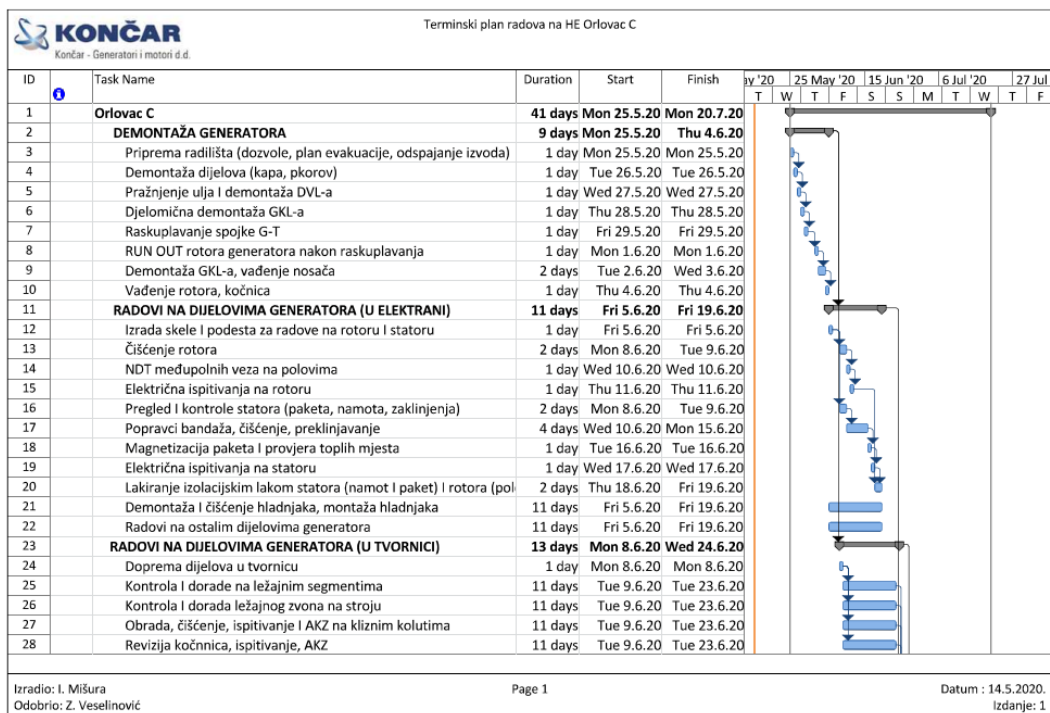 Terminski plan radova na HE Orlovac C
KONČAR
Končar - Generatori i motori d.d.
ID Task Name Duration Start Finish ay '20 25 May '20 15 Jun '20 6 Jul '20 27 Jul
T W T F S S M T W T F
1 Orlovac C 41 days Mon 25.5.20 Mon 20.7.20
2 DEMONTAŽA GENERATORA 9 days Mon 25.5.20 Thu 4.6.20
3 Priprema radilišta (dozvole, plan evakuacije, odspajanje izvoda) 1 day Mon 25.5.20 Mon 25.5.20
4 Demontaža dijelova (kapa, pkorov) 1 day Tue 26.5.20 Tue 26.5.20
5 Pražnjenje ulja I demontaža DVL-a 1 day Wed 27.5.20 Wed 27.5.20
6 Djelomična demontaža GKL-a 1 day Thu 28.5.20 Thu 28.5.20
7 Raskuplavanje spojke G-T 1 day Fri 29.5.20 Fri 29.5.20
8 RUN OUT rotora generatora nakon raskuplavanja 1 day Mon 1.6.20 Mon 1.6.20
9 Demontaža GKL-a, vađenje nosača 2 days Tue 2.6.20 Wed 3.6.20
10 Vađenje rotora, kočnica 1 day Thu 4.6.20 Thu 4.6.20
11 RADOVI NA DIJELOVIMA GENERATORA (U ELEKTRANI) 11 days Fri 5.6.20 Fri 19.6.20
12 Izrada skele I podesta za radove na rotoru I statoru 1 day Fri 5.6.20 Fri 5.6.20
13 Čišćenje rotora 2 days Mon 8.6.20 Tue 9.6.20
14 NDT međupolnih veza na polovima 1 day Wed 10.6.20 Wed 10.6.20
15 Električna ispitivanja na rotoru 1 day Thu 11.6.20 Thu 11.6.20
16 Pregled I kontrole statora (paketa, namota, zaklinjenja) 2 days Mon 8.6.20 Tue 9.6.20
17 Popravci bandaža, čišćenje, preklinjavanje 4 days Wed 10.6.20 Mon 15.6.20
18 Magnetizacija paketa I provjera toplih mjesta 1 day Tue 16.6.20 Tue 16.6.20
19 Električna ispitivanja na statoru 1 day Wed 17.6.20 Wed 17.6.20
20 Lakiranje izolacijskim lakom statora (namot I paket) I rotora (pol 2 days Thu 18.6.20 Fri 19.6.20
21 Demontaža I čišćenje hladnjaka, montaža hladnjaka 11 days Fri 5.6.20 Fri 19.6.20
22 Radovi na ostalim dijelovima generatora 11 days Fri 5.6.20 Fri 19.6.20
23 RADOVI NA DIJELOVIMA GENERATORA (U TVORNICI) 13 days Mon 8.6.20 Wed 24.6.20
24 Doprema dijelova u tvornicu 1 day Mon 8.6.20 Mon 8.6.20
25 Kontrola I dorade na ležajnim segmentima 11 days Tue 9.6.20 Tue 23.6.20
26 Kontrola I dorada ležajnog zvona na stroju 11 days Tue 9.6.20 Tue 23.6.20
27 Obrada, čišćenje, ispitivanje I AKZ na kliznim kolutima 11 days Tue 9.6.20 Tue 23.6.20
28 Revizija kočnnica, ispitivanje, AKZ 11 days Tue 9.6.20 Tue 23.6.20
Izradio: I. Mišura Page 1 Datum : 14.5.2020.
Odobrio: Z. Veselinović Izdanje: 1